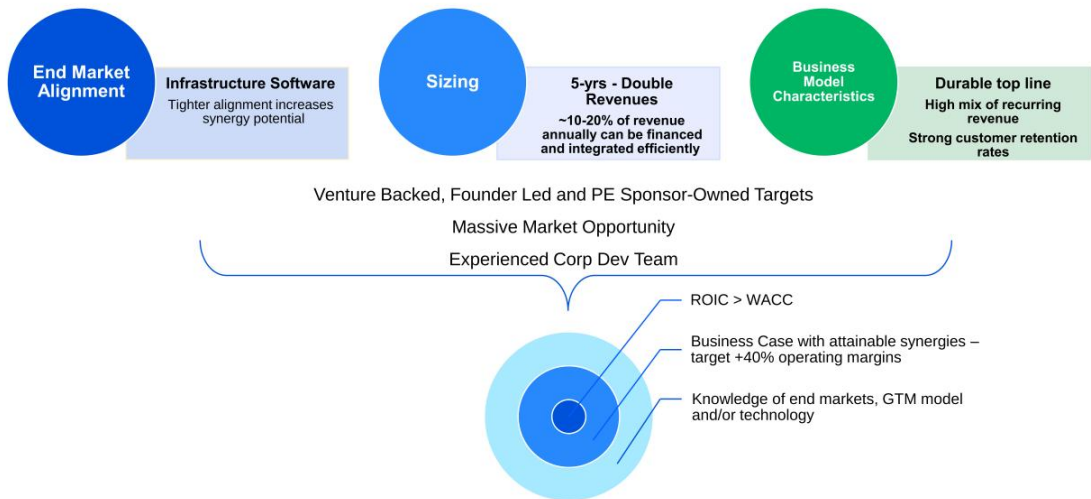 End Market
Alignment
Infrastructure Software
Tighter alignment increases
synergy potential
Sizing
5-yrs - Double
Revenues
~10-20% of revenue
annually can be financed
and integrated efficiently
Business
Model
Characteristics
Durable top line
High mix of recurring
revenue
Strong customer retention
rates
Venture Backed, Founder Led and PE Sponsor-Owned Targets
Massive Market Opportunity
Experienced Corp Dev Team
ROIC > WACC
Business Case with attainable synergies –
target +40% operating margins
Knowledge of end markets, GTM model
and/or technology